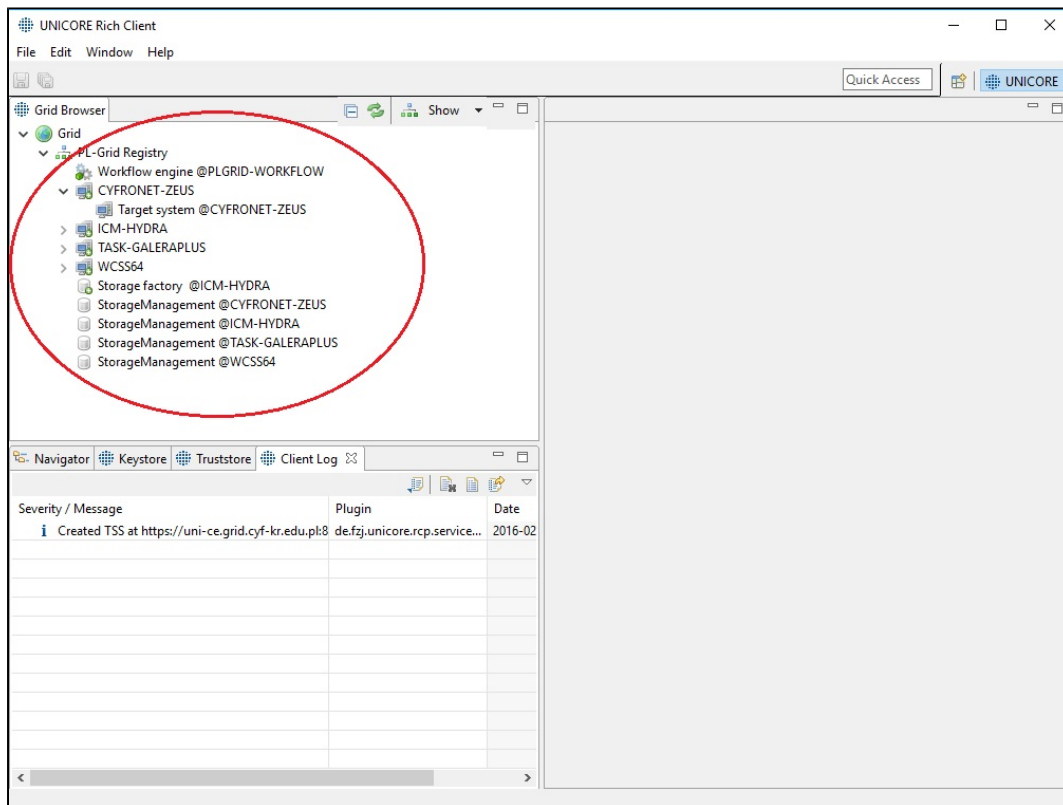 UNICORE Rich Client
File Edit Window Help
Quick Access
UNICORE
Grid Browser
Show
Grid
PL-Grid Registry
Workflow engine @PLGRID-WORKFLOW
CYFRONET-ZEUS
Target system @CYFRONET-ZEUS
ICM-HYDRA
TASK-GALERAPLUS
WCSS64
Storage factory @ICM-HYDRA
StorageManagement @CYFRONET-ZEUS
StorageManagement @ICM-HYDRA
StorageManagement @TASK-GALERAPLUS
StorageManagement @WCSS64
Navigator Keystore Truststore Client Log
Severity / Message Plugin Date
Created TSS at https://uni-ce.grid.cyf-kr.edu.pl:8 de.fzj.unicore.rcp.service... 2016-02